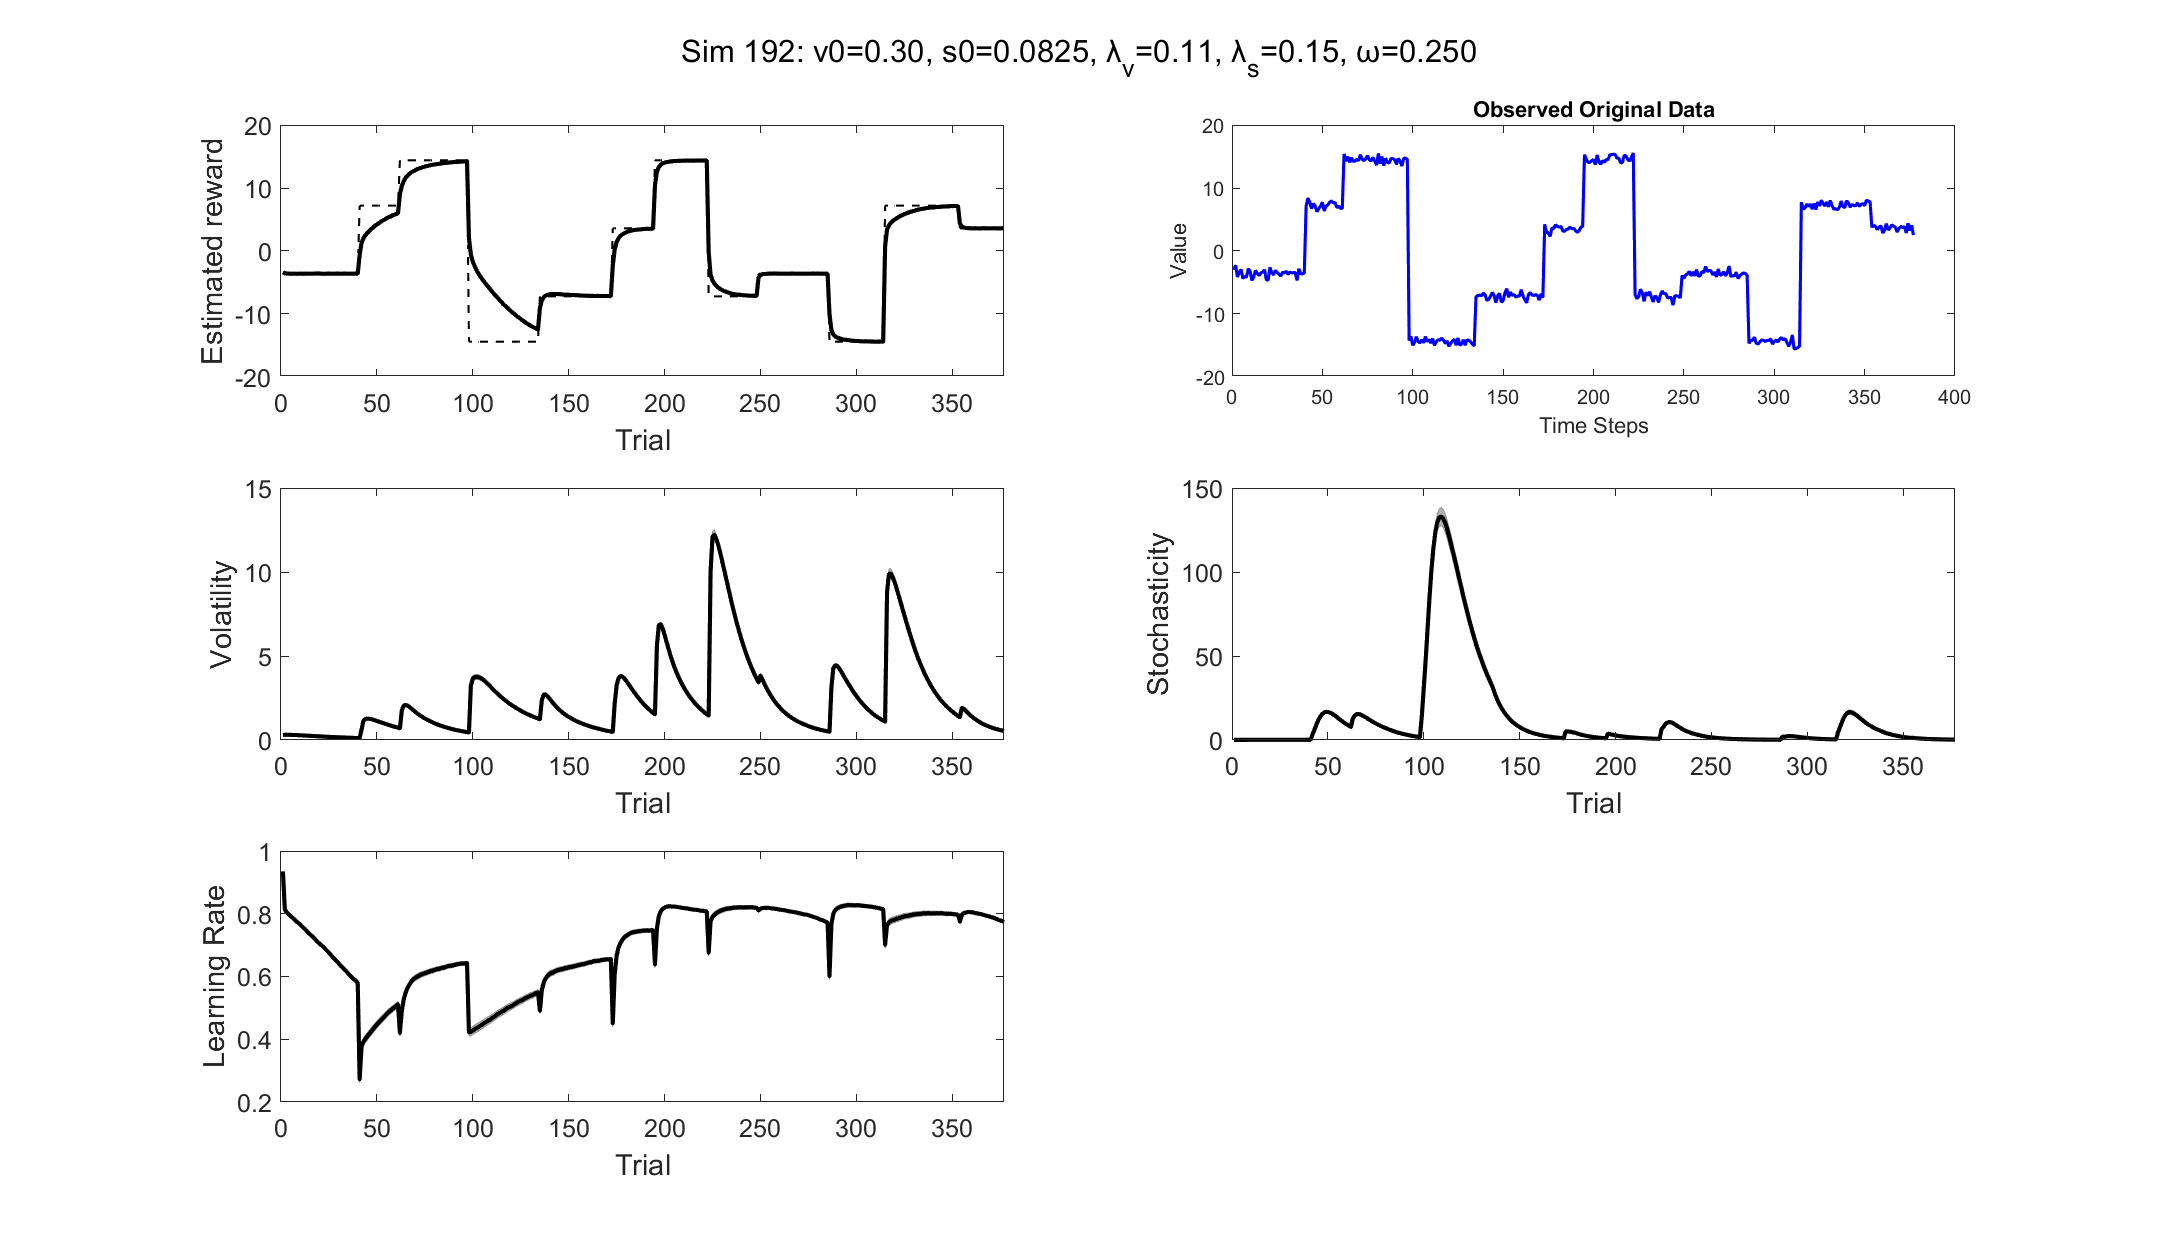 Sim 192: v0=0.30, s0=0.0825, λv=0.11, λs=0.15, ω=0.250
Estimated reward
20
10
0
-10
-20
0 50 100 150 200 250 300 350
Trial
Observed Original Data
Value
20
10
0
-10
-20
0 50 100 150 200 250 300 350 400
Time Steps
Volatility
15
10
5
0
0 50 100 150 200 250 300 350
Trial
Stochasticity
150
100
50
0
0 50 100 150 200 250 300 350
Trial
Learning Rate
1
0.8
0.6
0.4
0.2
0 50 100 150 200 250 300 350
Trial